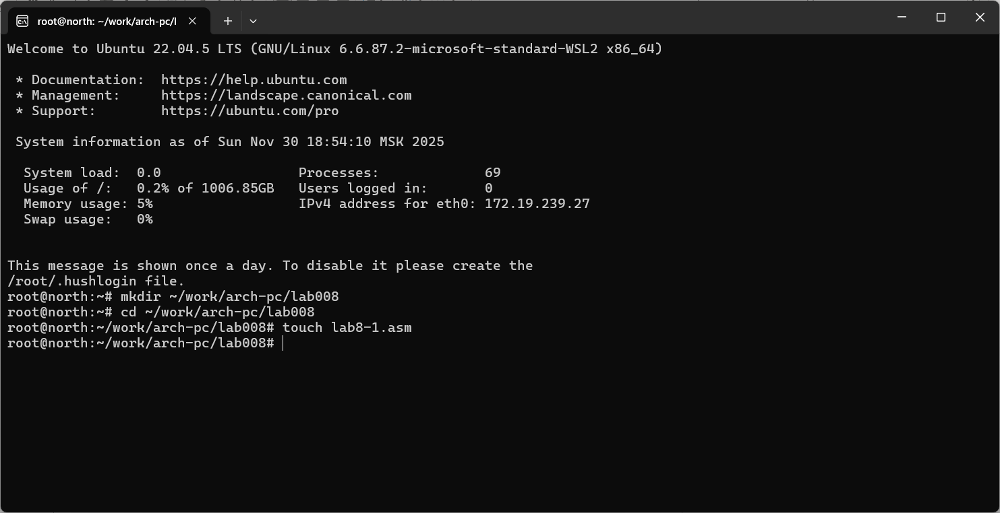 root@north: ~/work/arch-pc/l
Welcome to Ubuntu 22.04.5 LTS (GNU/Linux 6.6.87.2-microsoft-standard-WSL2 x86_64)
* Documentation:  https://help.ubuntu.com
* Management:     https://landscape.canonical.com
* Support:        https://ubuntu.com/pro
System information as of Sun Nov 30 18:54:10 MSK 2025
System load:  0.0                 Processes:             69
Usage of /:   0.2% of 1006.85GB   Users logged in:       0
Memory usage: 5%                  IPv4 address for eth0: 172.19.239.27
Swap usage:   0%
This message is shown once a day. To disable it please create the
/root/.hushlogin file.
root@north:~# mkdir ~/work/arch-pc/lab008
root@north:~# cd ~/work/arch-pc/lab008
root@north:~/work/arch-pc/lab008# touch lab8-1.asm
root@north:~/work/arch-pc/lab008#